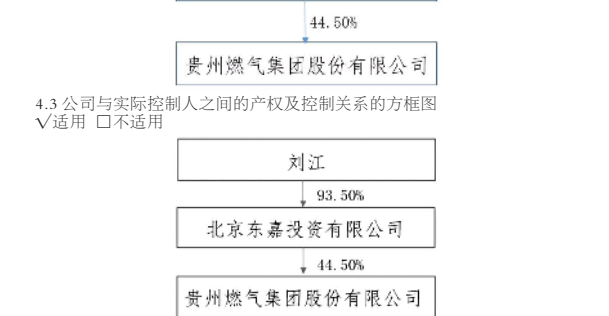 44.50%
贵州燃气集团股份有限公司
4.3 公司与实际控制人之间的产权及控制关系的方框图
√适用 □不适用
刘江
93.50%
北京东嘉投资有限公司
44.50%
贵州燃气集团股份有限公司